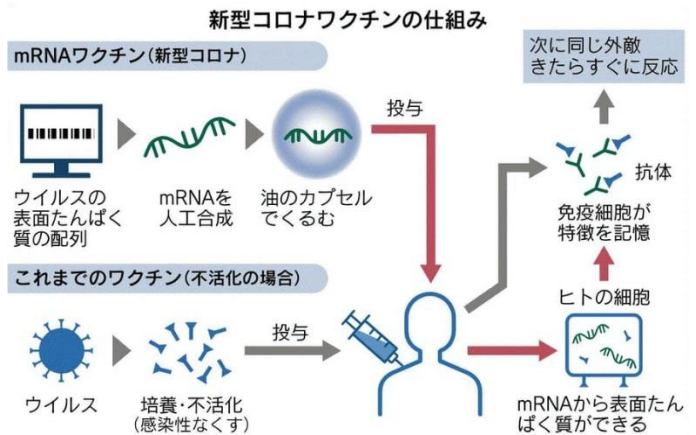 新型コロナワクチンの仕組み
mRNAワクチン(新型コロナ)
ウイルスの
表面たんぱく
質の配列
mRNAを
人工合成
油のカプセル
でくるむ
投与
これまでのワクチン(不活化の場合)
ウイルス
培養・不活化
(感染性なくす)
投与
次に同じ外敵
きたらすぐに反応
抗体
免疫細胞が
特徴を記憶
ヒトの細胞
mRNAから表面たん
ぱく質ができる